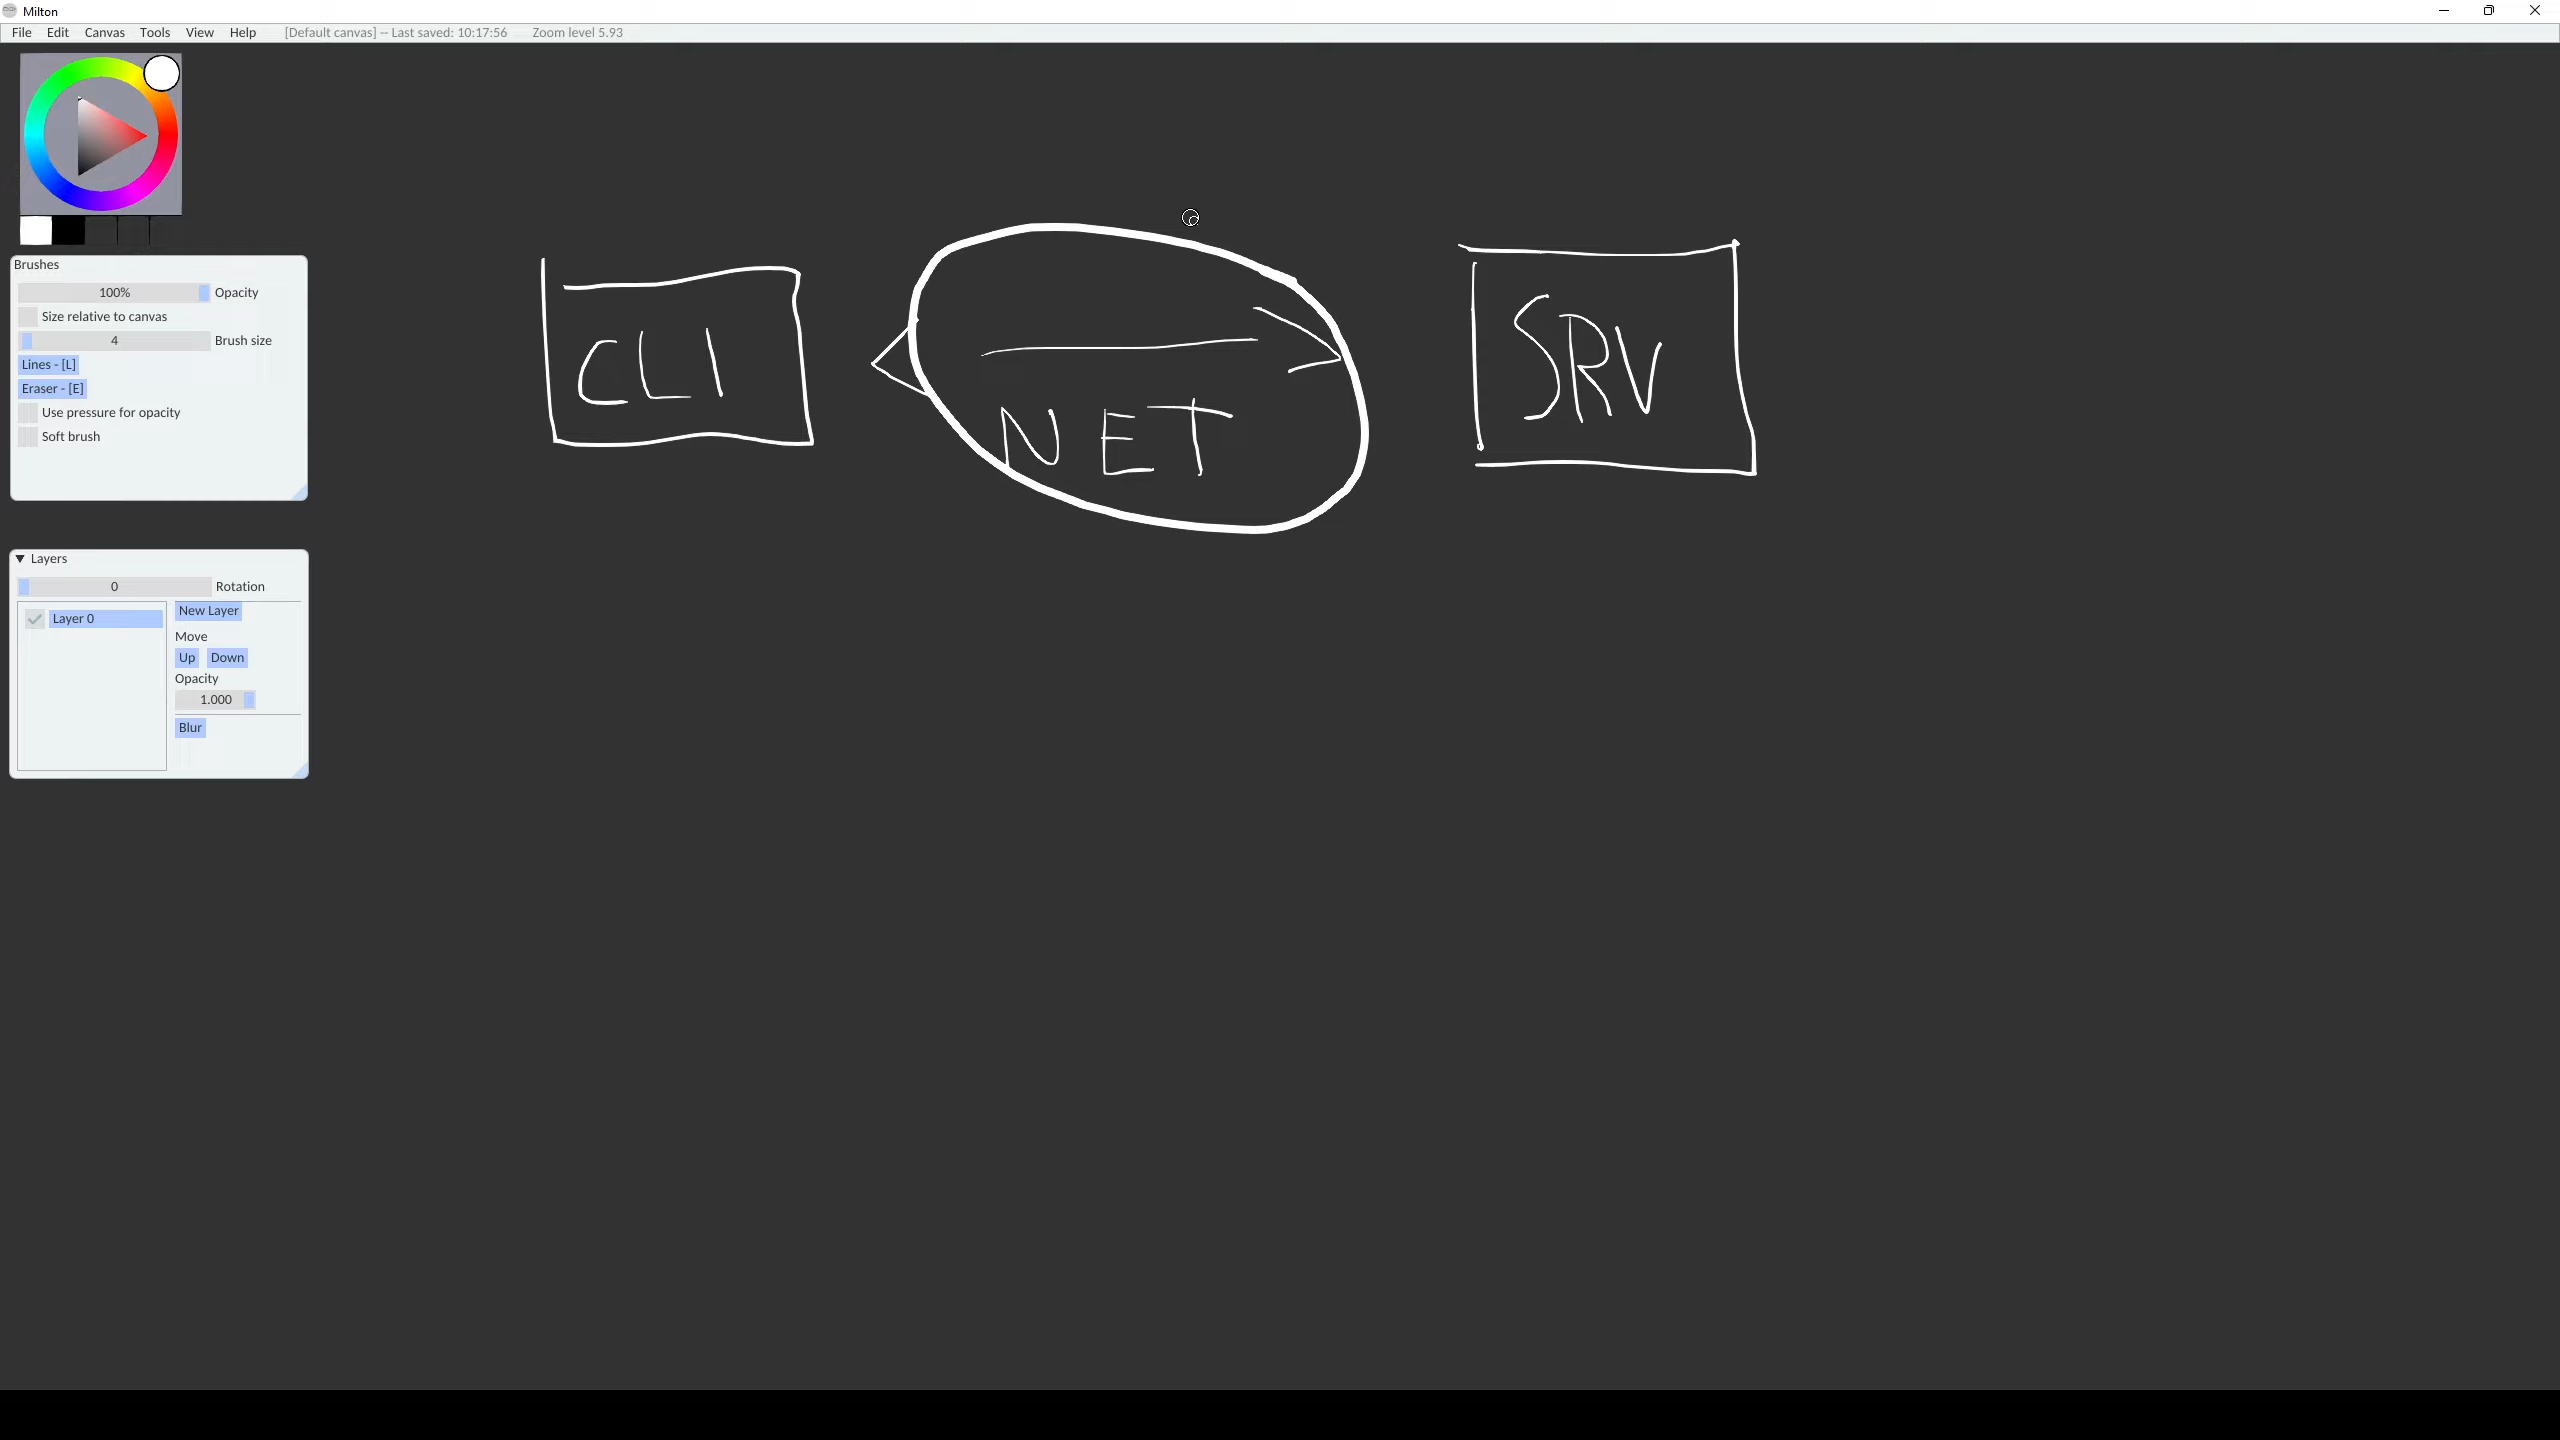 Milton
File Edit Canvas Tools View Help [Default canvas] -- Last saved: 10:17:56 Zoom level 5.93
Brushes
100% Opacity
Size relative to canvas
4 Brush size
Lines - [L]
Eraser - [E]
Use pressure for opacity
Soft brush
Layers
0 Rotation
Layer 0
New Layer
Move
Up Down
Opacity
1.000
Blur
CLI
NET
SRV